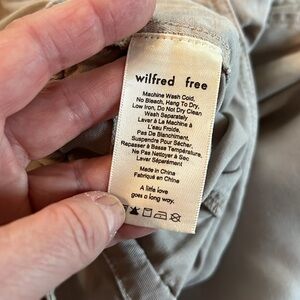 wilfred free
Machine Wash Cold,
No Bleach, Hang To Dry,
Low Iron, Do Not Dry Clean
Wash Separately
Laver à La Machine à
L'eau Froide,
Pas De Blanchiment,
Suspendre Pour Sécher,
Repasser à Basse Température,
Ne Pas Nettoyer à Sec
Laver Séparément
Made in China
Fabriqué en China
A little love
goes a long way.